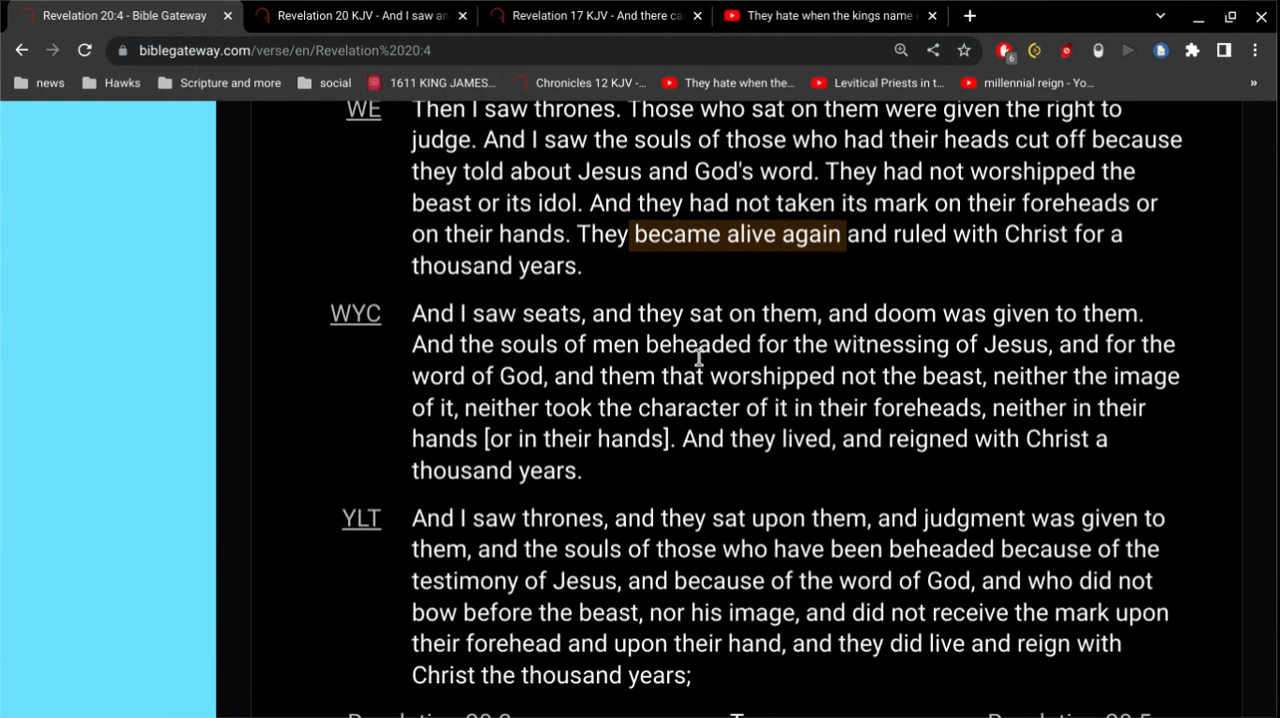 Revelation 20:4 - Bible Gateway
Revelation 20 KJV - And I saw an
Revelation 17 KJV - And there ca
They hate when the kings name
biblegateway.com/verse/en/Revelation%2020:4
6
news
Hawks
Scripture and more
social
1611 KING JAMES...
Chronicles 12 KJV -...
They hate when the...
Levitical Priests in t...
millennial reign - Yo...
»
WE Then I saw thrones. Those who sat on them were given the right to
judge. And I saw the souls of those who had their heads cut off because
they told about Jesus and God's word. They had not worshipped the
beast or its idol. And they had not taken its mark on their foreheads or
on their hands. They became alive again and ruled with Christ for a
thousand years.
WYC And I saw seats, and they sat on them, and doom was given to them.
And the souls of men beheaded for the witnessing of Jesus, and for the
word of God, and them that worshipped not the beast, neither the image
of it, neither took the character of it in their foreheads, neither in their
hands [or in their hands]. And they lived, and reigned with Christ a
thousand years.
YLT And I saw thrones, and they sat upon them, and judgment was given to
them, and the souls of those who have been beheaded because of the
testimony of Jesus, and because of the word of God, and who did not
bow before the beast, nor his image, and did not receive the mark upon
their forehead and upon their hand, and they did live and reign with
Christ the thousand years;